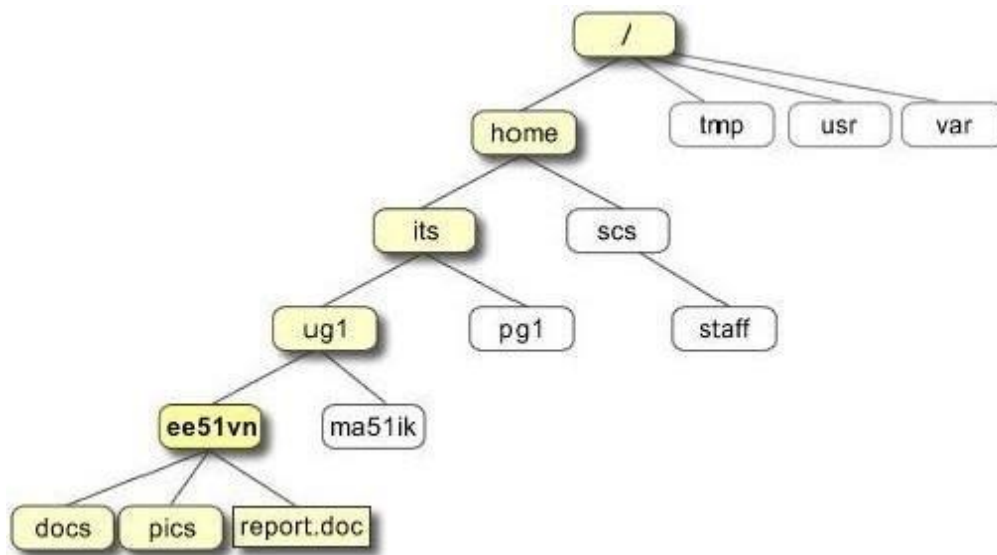 /
home
tmp
usr
var
its
scs
ug1
pg1
staff
ee51vn
ma51ik
docs
pics
report.doc